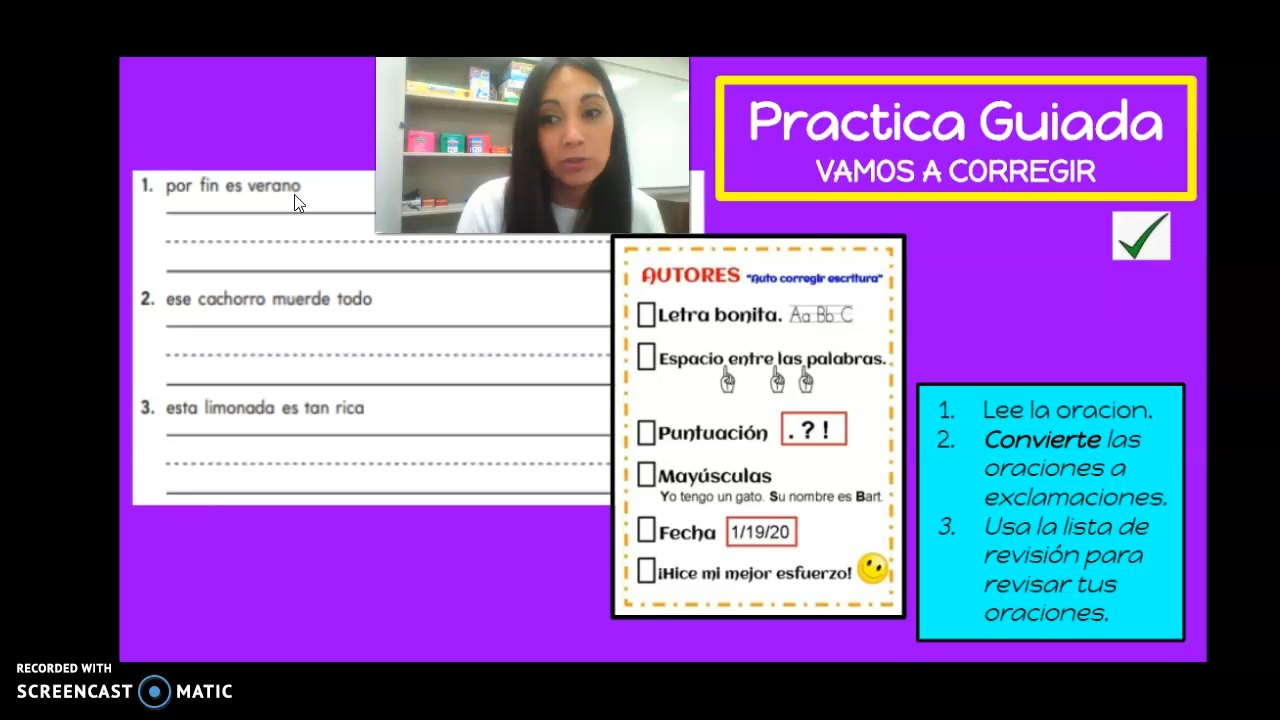 Practica Guiada
VAMOS A CORREGIR
1. por fin es verano
2. ese cachorro muerde todo
3. esta limonada es tan rica
AUTORES "Auto corregir escritura"
Letra bonita. Aa Bb C
Espacio entre las palabras.
Puntuación . ? !
Mayúsculas
Yo tengo un gato. Su nombre es Bart.
Fecha 1/19/20
¡Hice mi mejor esfuerzo!
1. Lee la oracion.
2. Convierte las
oraciones a
exclamaciones.
3. Usa la lista de
revisión para
revisar tus
oraciones.
RECORDED WITH
SCREENCAST MATIC